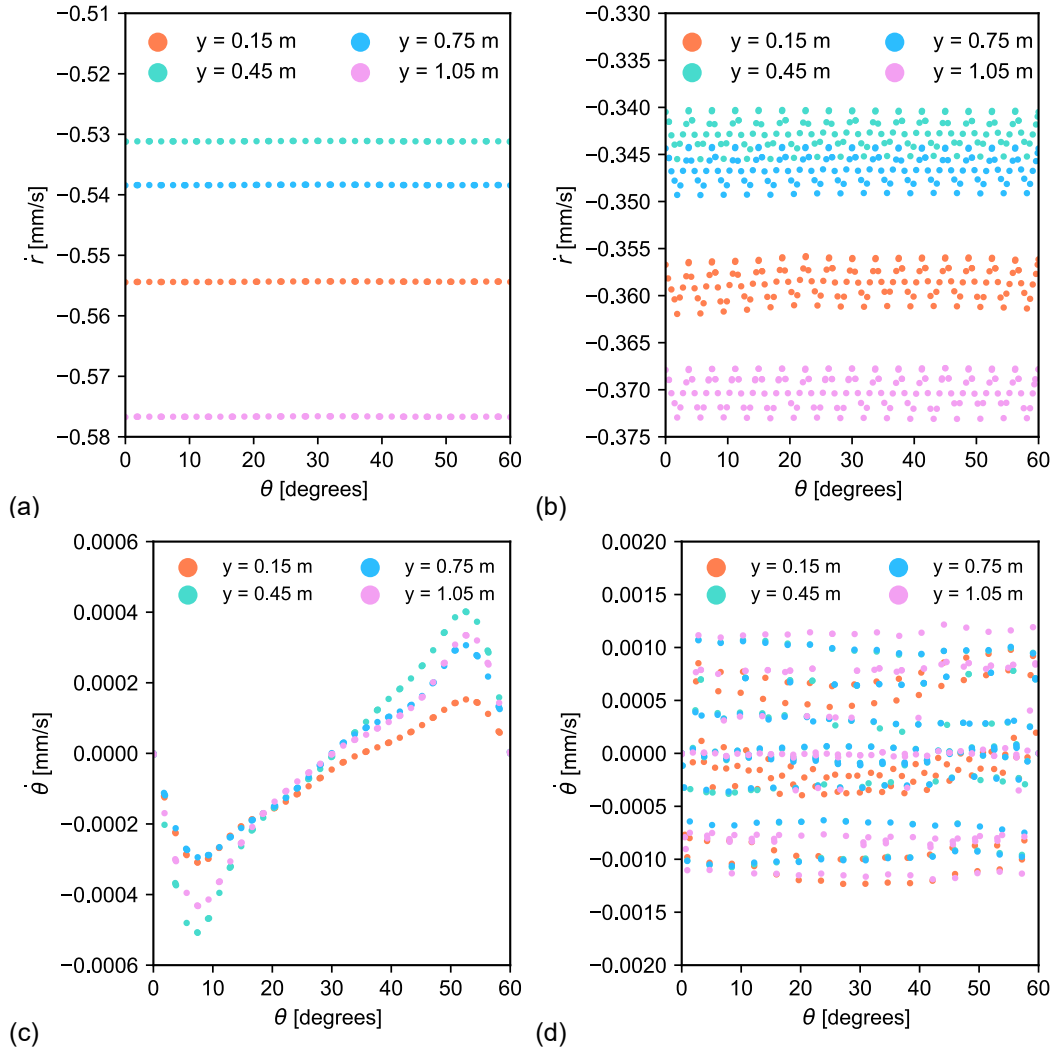 −0.51
−0.52
−0.53
−0.54
−0.55
−0.56
−0.57
−0.58
ṙ [mm/s]
y = 0.15 m
y = 0.75 m
y = 0.45 m
y = 1.05 m
0 10 20 30 40 50 60
θ [degrees]
(a)
−0.330
−0.335
−0.340
−0.345
−0.350
−0.355
−0.360
−0.365
−0.370
−0.375
ṙ [mm/s]
y = 0.15 m
y = 0.75 m
y = 0.45 m
y = 1.05 m
0 10 20 30 40 50 60
θ [degrees]
(b)
0.0006
0.0004
0.0002
0.0000
−0.0002
−0.0004
−0.0006
θ̇ [mm/s]
y = 0.15 m
y = 0.75 m
y = 0.45 m
y = 1.05 m
0 10 20 30 40 50 60
θ [degrees]
(c)
0.0020
0.0015
0.0010
0.0005
0.0000
−0.0005
−0.0010
−0.0015
−0.0020
θ̇ [mm/s]
y = 0.15 m
y = 0.75 m
y = 0.45 m
y = 1.05 m
0 10 20 30 40 50 60
θ [degrees]
(d)